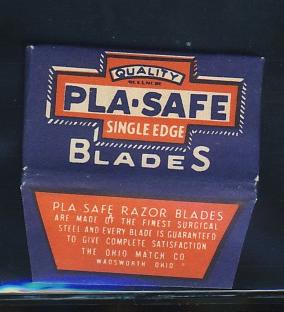 QUALITY
PLA-SAFE
SINGLE EDGE
BLADES
PLA SAFE RAZOR BLADES
ARE MADE OF THE FINEST SURGICAL
STEEL AND EVERY BLADE IS GUARANTEED
TO GIVE COMPLETE SATISFACTION
THE OHIO MATCH CO
WADSWORTH OHIO